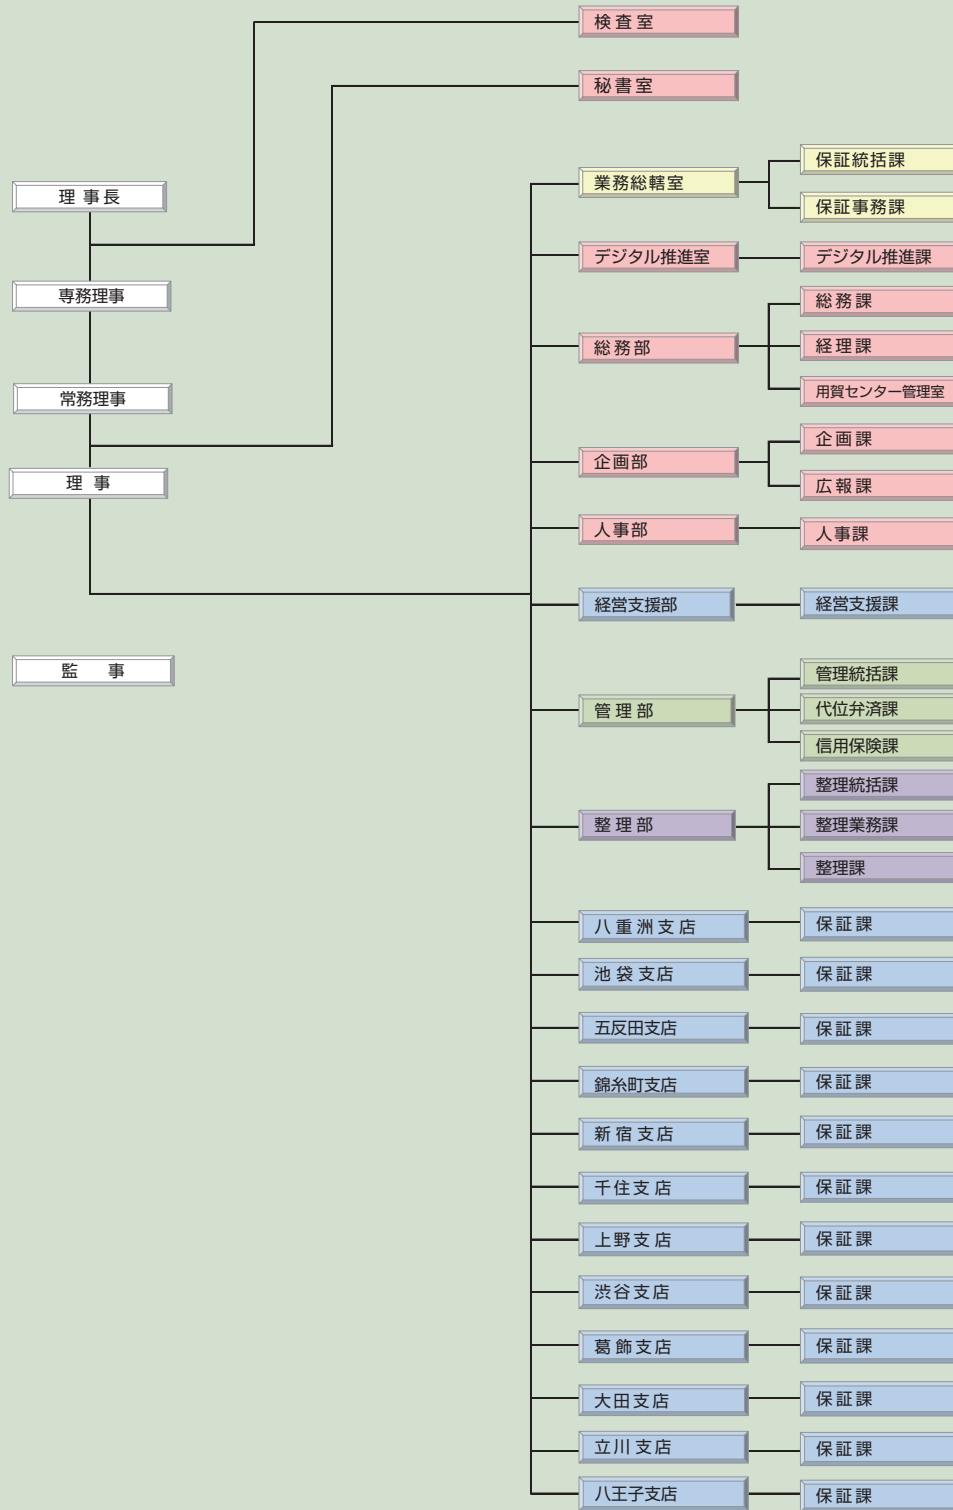 理事長
専務理事
常務理事
理事
監事
検査室
秘書室
業務総轄室
保証統括課
保証事務課
デジタル推進室
デジタル推進課
総務部
総務課
経理課
用賀センター管理室
企画部
企画課
広報課
人事部
人事課
経営支援部
経営支援課
管理部
管理統括課
代位弁済課
信用保険課
整理部
整理統括課
整理業務課
整理課
八重洲支店
保証課
池袋支店
保証課
五反田支店
保証課
錦糸町支店
保証課
新宿支店
保証課
千住支店
保証課
上野支店
保証課
渋谷支店
保証課
葛飾支店
保証課
大田支店
保証課
立川支店
保証課
八王子支店
保証課